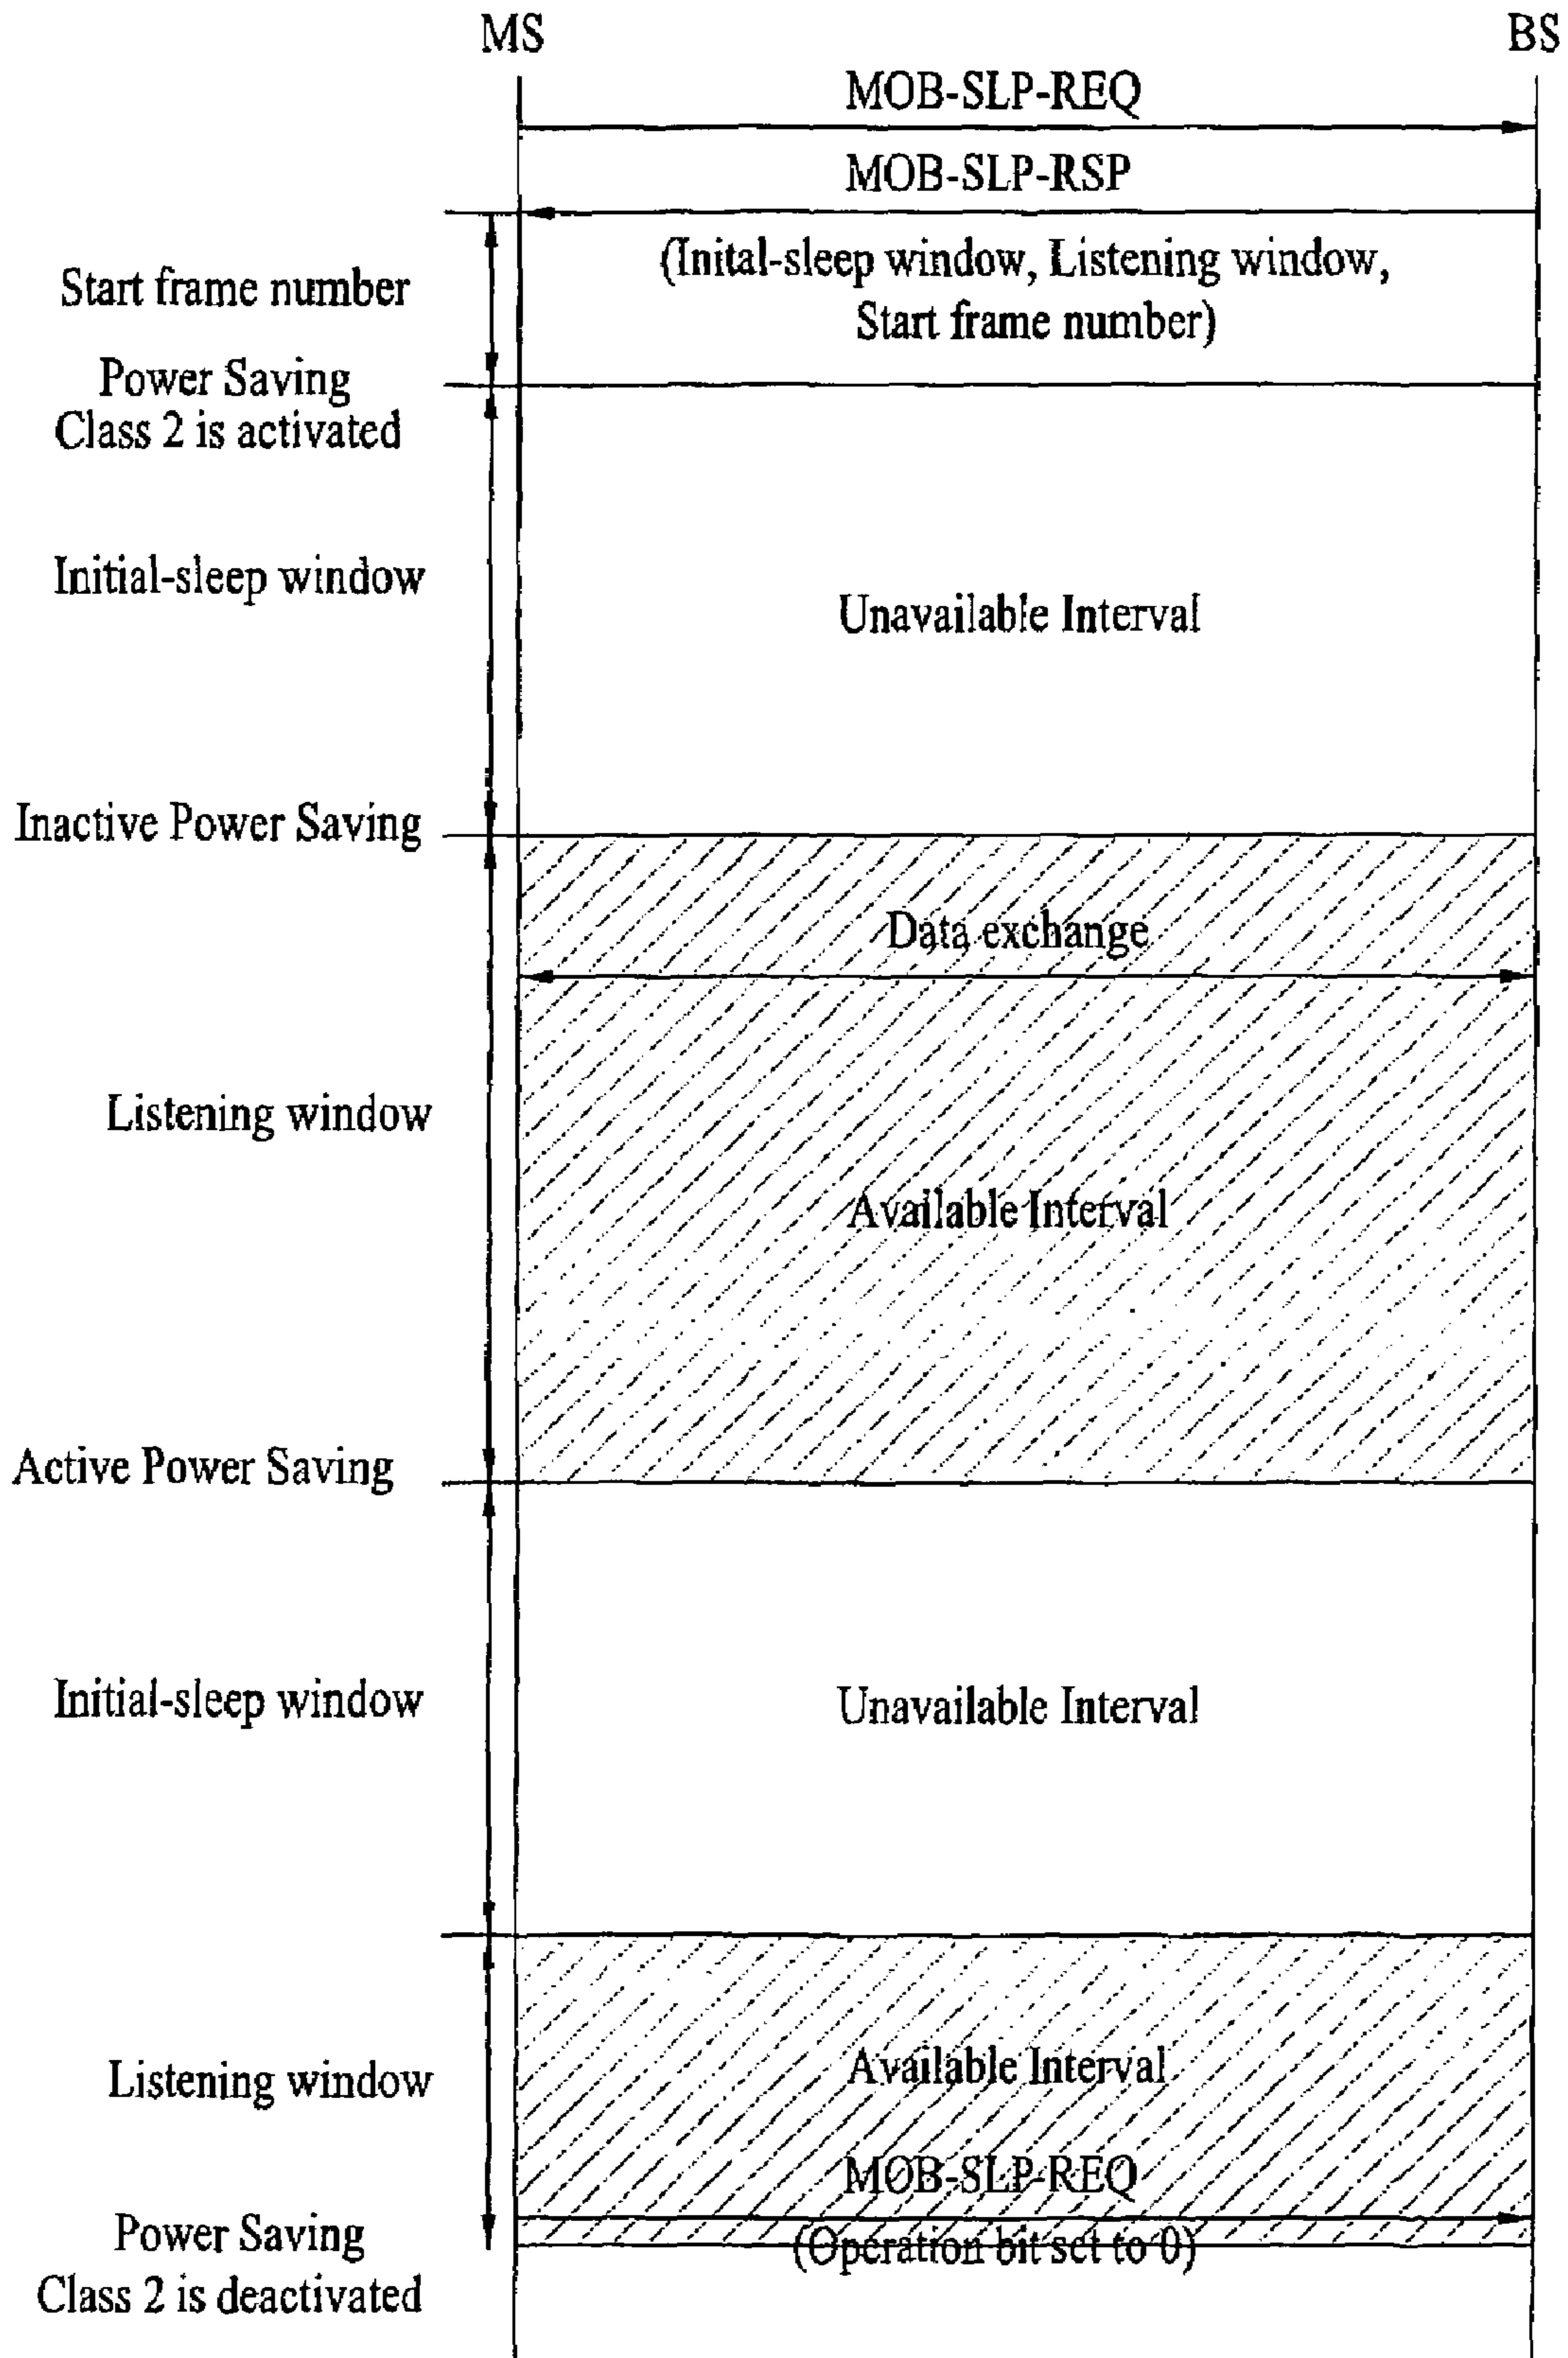 MS
BS
MOB-SLP-REQ
MOB-SLP-RSP
(Inital-sleep window, Listening window,
Start frame number)
Start frame number
Power Saving
Class 2 is activated
Initial-sleep window
Unavailable Interval
Inactive Power Saving
Data exchange
Listening window
Available Interval
Active Power Saving
Initial-sleep window
Unavailable Interval
Listening window
Available Interval
MOB-SLP-REQ
(Operation bit set to 0)
Power Saving
Class 2 is deactivated